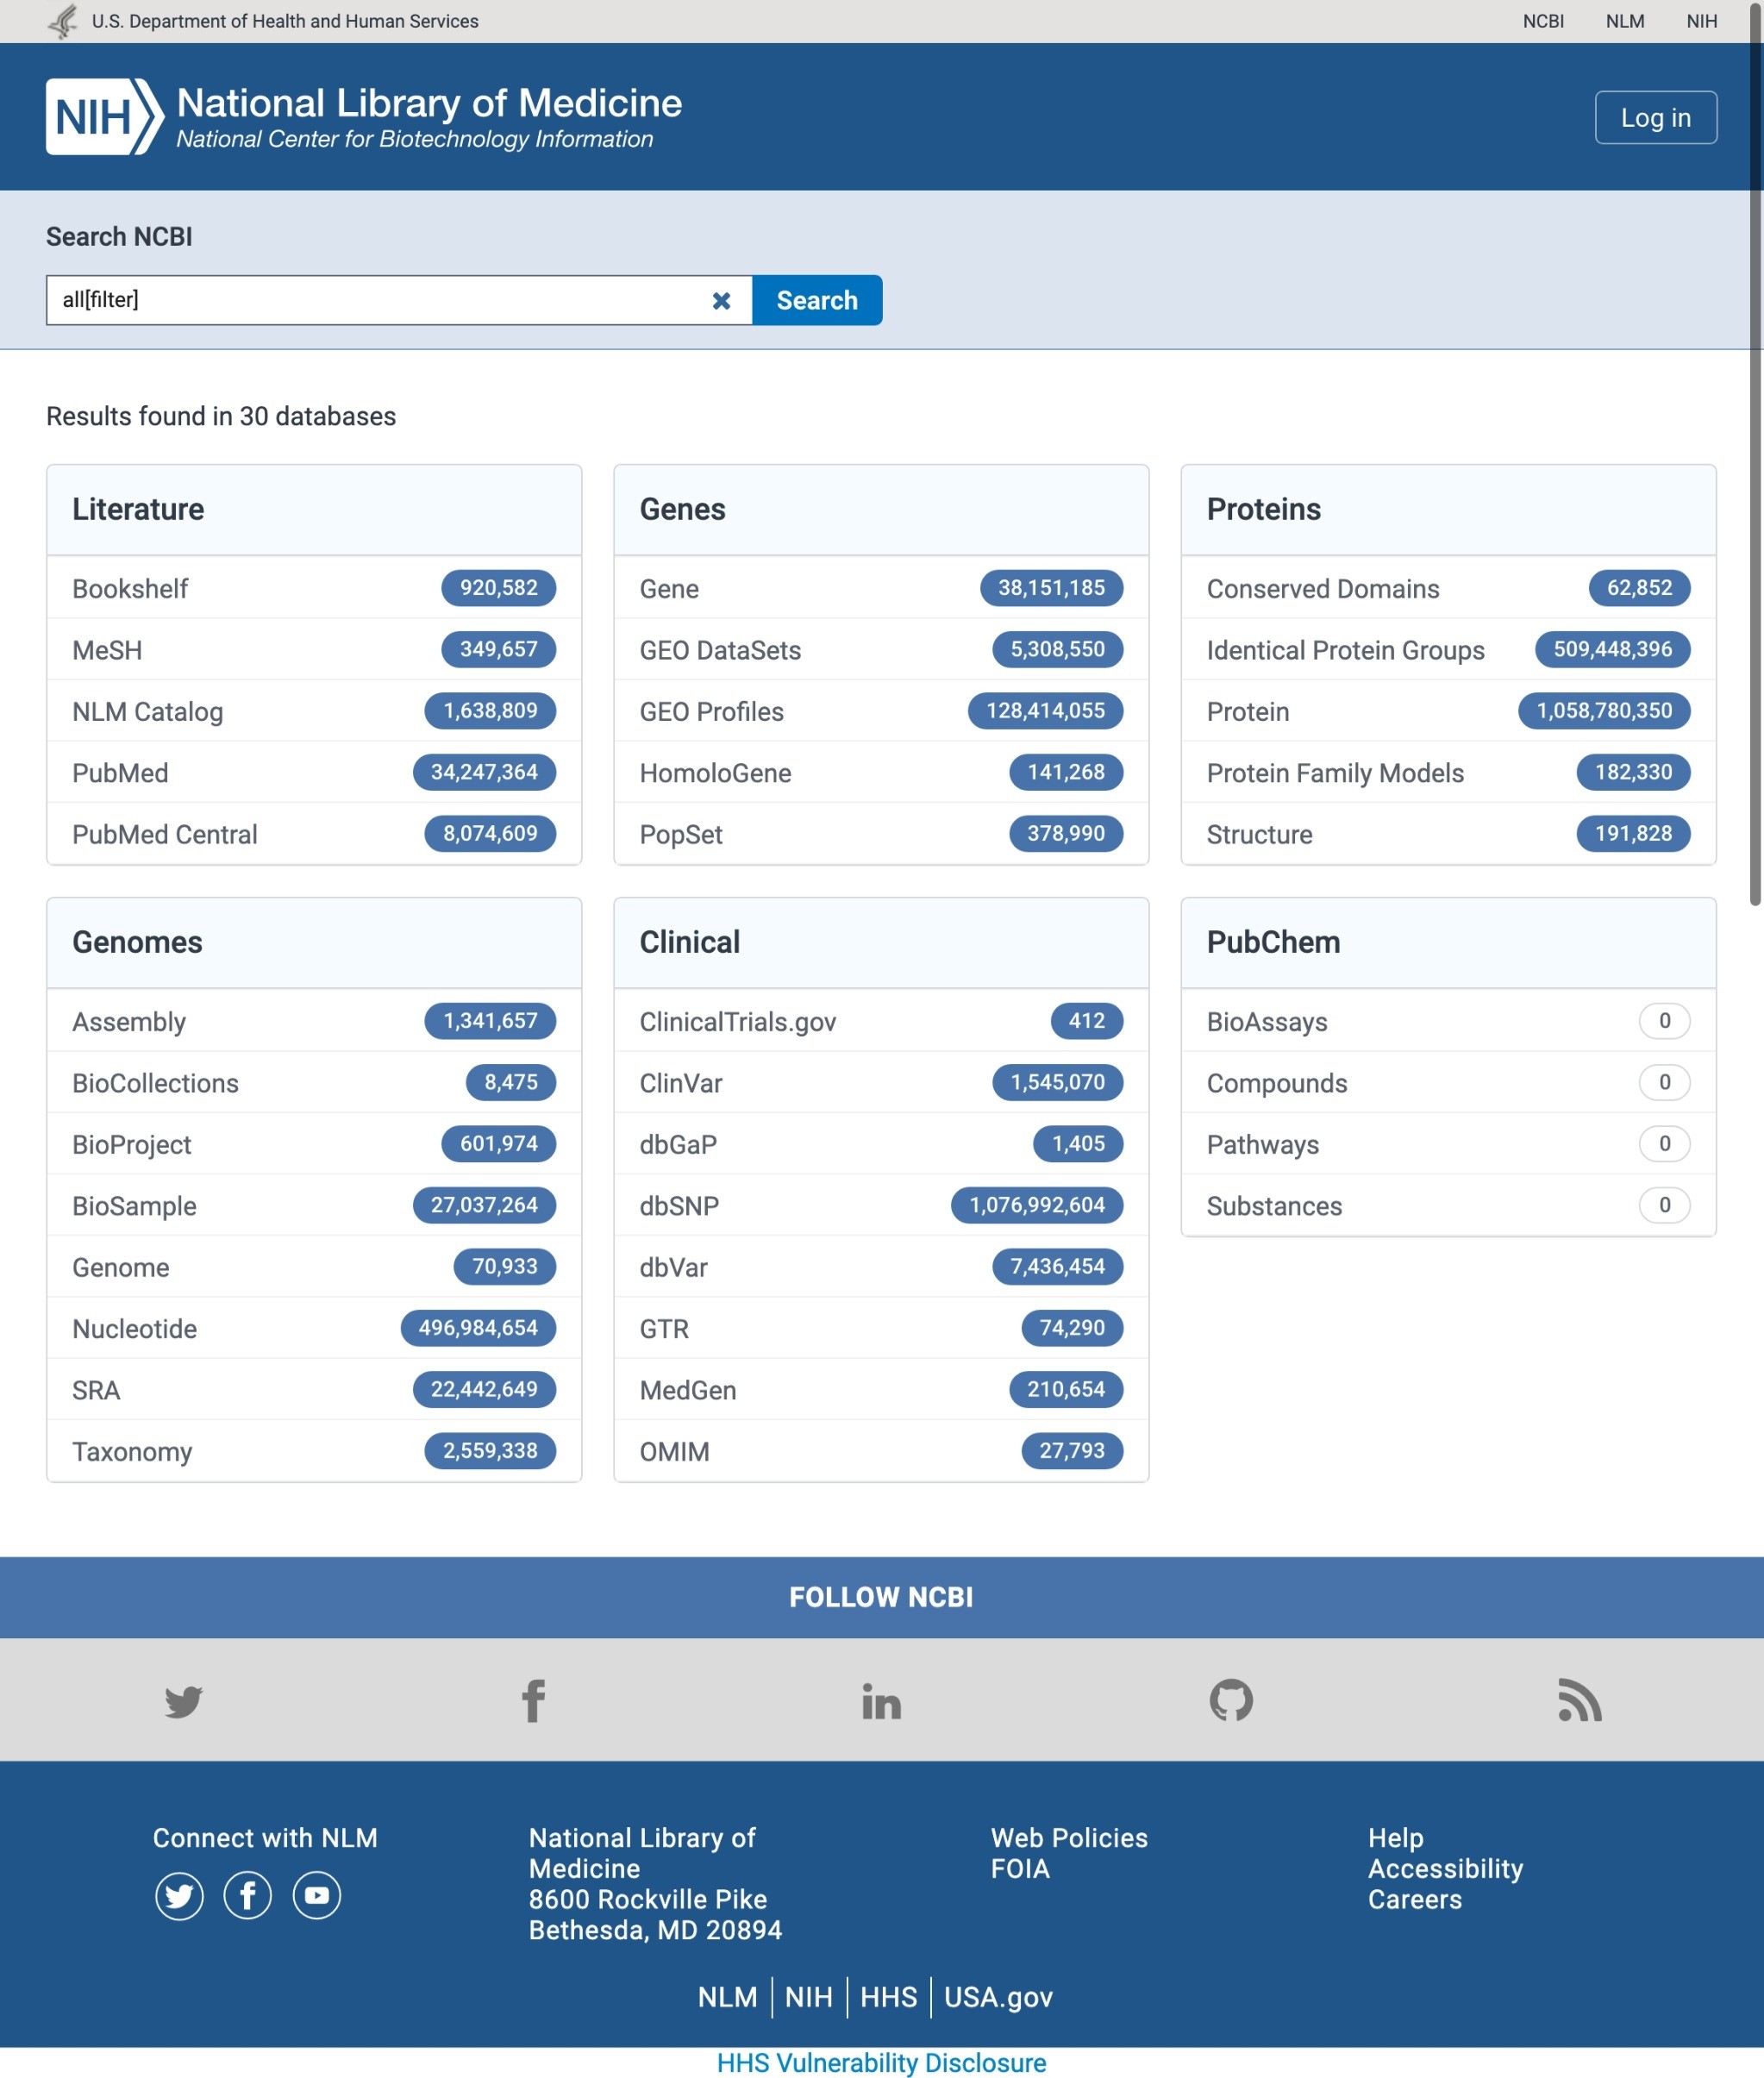 U.S. Department of Health and Human Services
NCBI NLM NIH
NIH
National Library of Medicine
National Center for Biotechnology Information
Log in
Search NCBI
all[filter]
Search
Results found in 30 databases
Literature
Bookshelf 920,582
MeSH 349,657
NLM Catalog 1,638,809
PubMed 34,247,364
PubMed Central 8,074,609
Genes
Gene 38,151,185
GEO DataSets 5,308,550
GEO Profiles 128,414,055
HomoloGene 141,268
PopSet 378,990
Proteins
Conserved Domains 62,852
Identical Protein Groups 509,448,396
Protein 1,058,780,350
Protein Family Models 182,330
Structure 191,828
Genomes
Assembly 1,341,657
BioCollections 8,475
BioProject 601,974
BioSample 27,037,264
Genome 70,933
Nucleotide 496,984,654
SRA 22,442,649
Taxonomy 2,559,338
Clinical
ClinicalTrials.gov 412
ClinVar 1,545,070
dbGaP 1,405
dbSNP 1,076,992,604
dbVar 7,436,454
GTR 74,290
MedGen 210,654
OMIM 27,793
PubChem
BioAssays 0
Compounds 0
Pathways 0
Substances 0
FOLLOW NCBI
Connect with NLM
National Library of
Medicine
8600 Rockville Pike
Bethesda, MD 20894
Web Policies
FOIA
Help
Accessibility
Careers
NLM NIH HHS USA.gov
HHS Vulnerability Disclosure